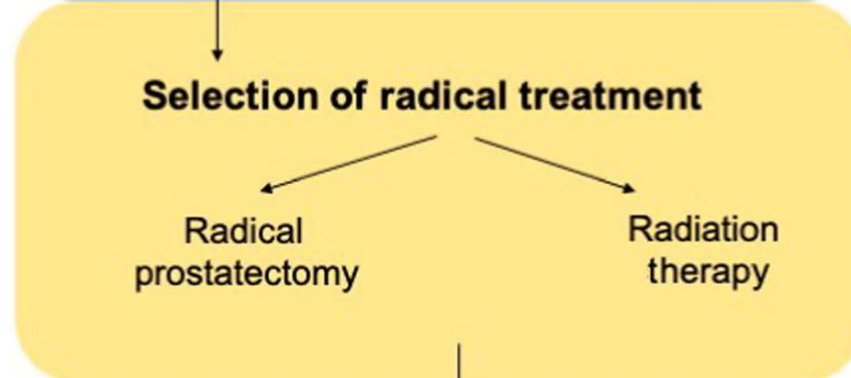 Selection of radical treatment
Radical
prostatectomy
Radiation
therapy